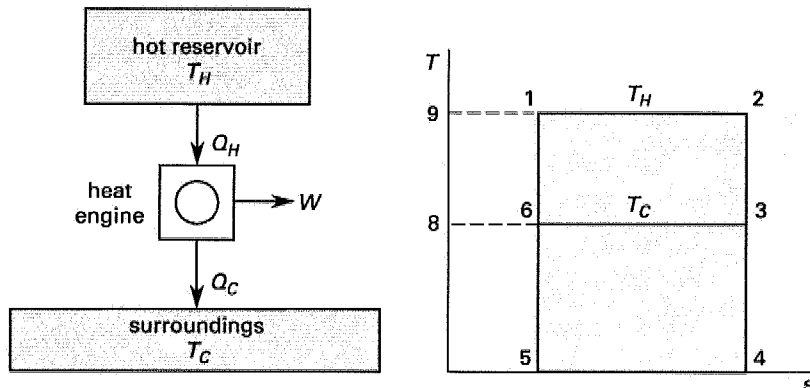 hot reservoir
T_H
Q_H
heat
engine
W
Q_C
surroundings
T_C
T
9
1
T_H
2
8
6
T_C
3
5
4
s